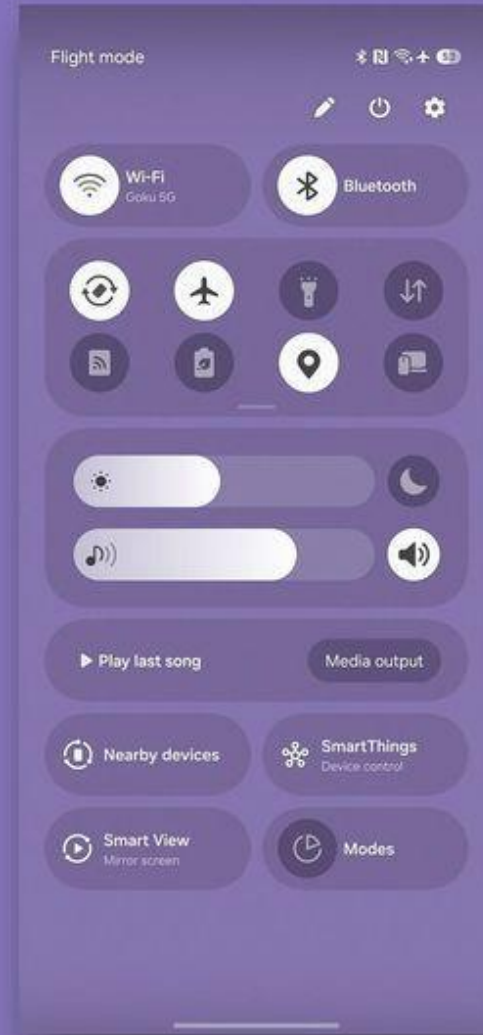 Flight mode
Wi-Fi
Goku 5G
Bluetooth
Play last song
Media output
Nearby devices
SmartThings
Device control
Smart View
Mirror screen
Modes